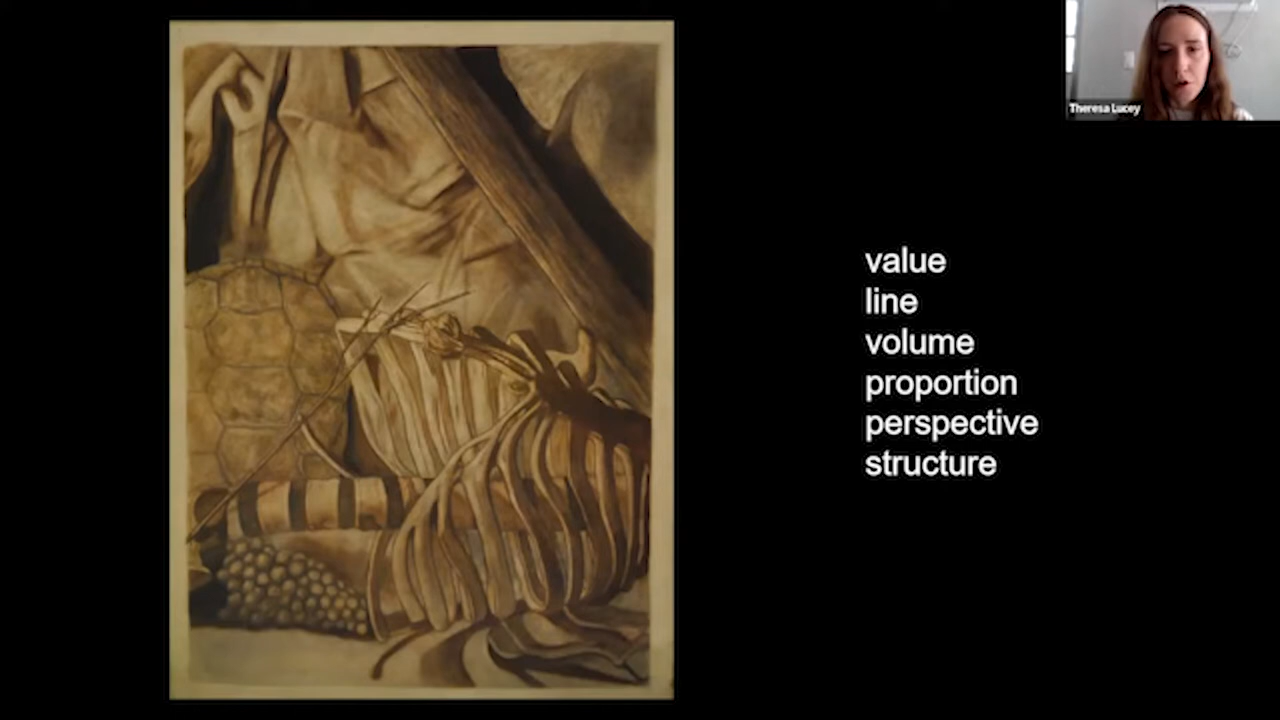 Theresa Lucey
value
line
volume
proportion
perspective
structure